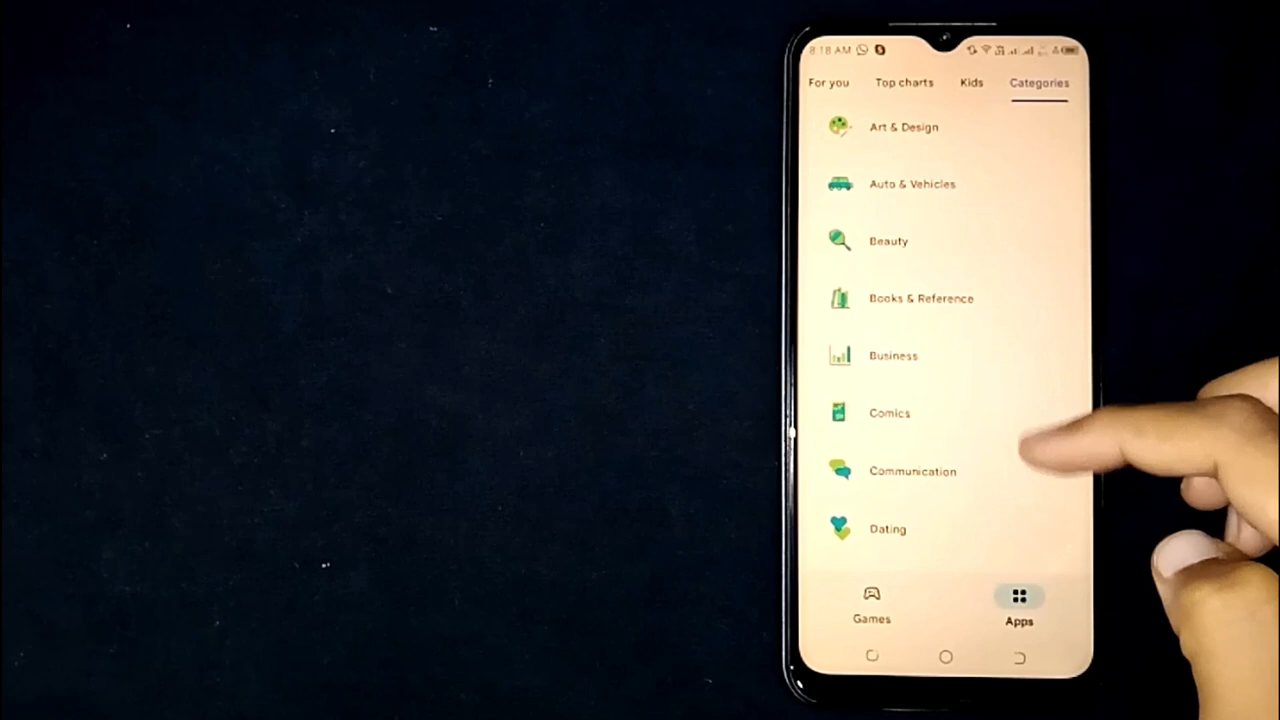 8:18 AM
For you Top charts Kids Categories
Art & Design
Auto & Vehicles
Beauty
Books & Reference
Business
Comics
Communication
Dating
Games Apps